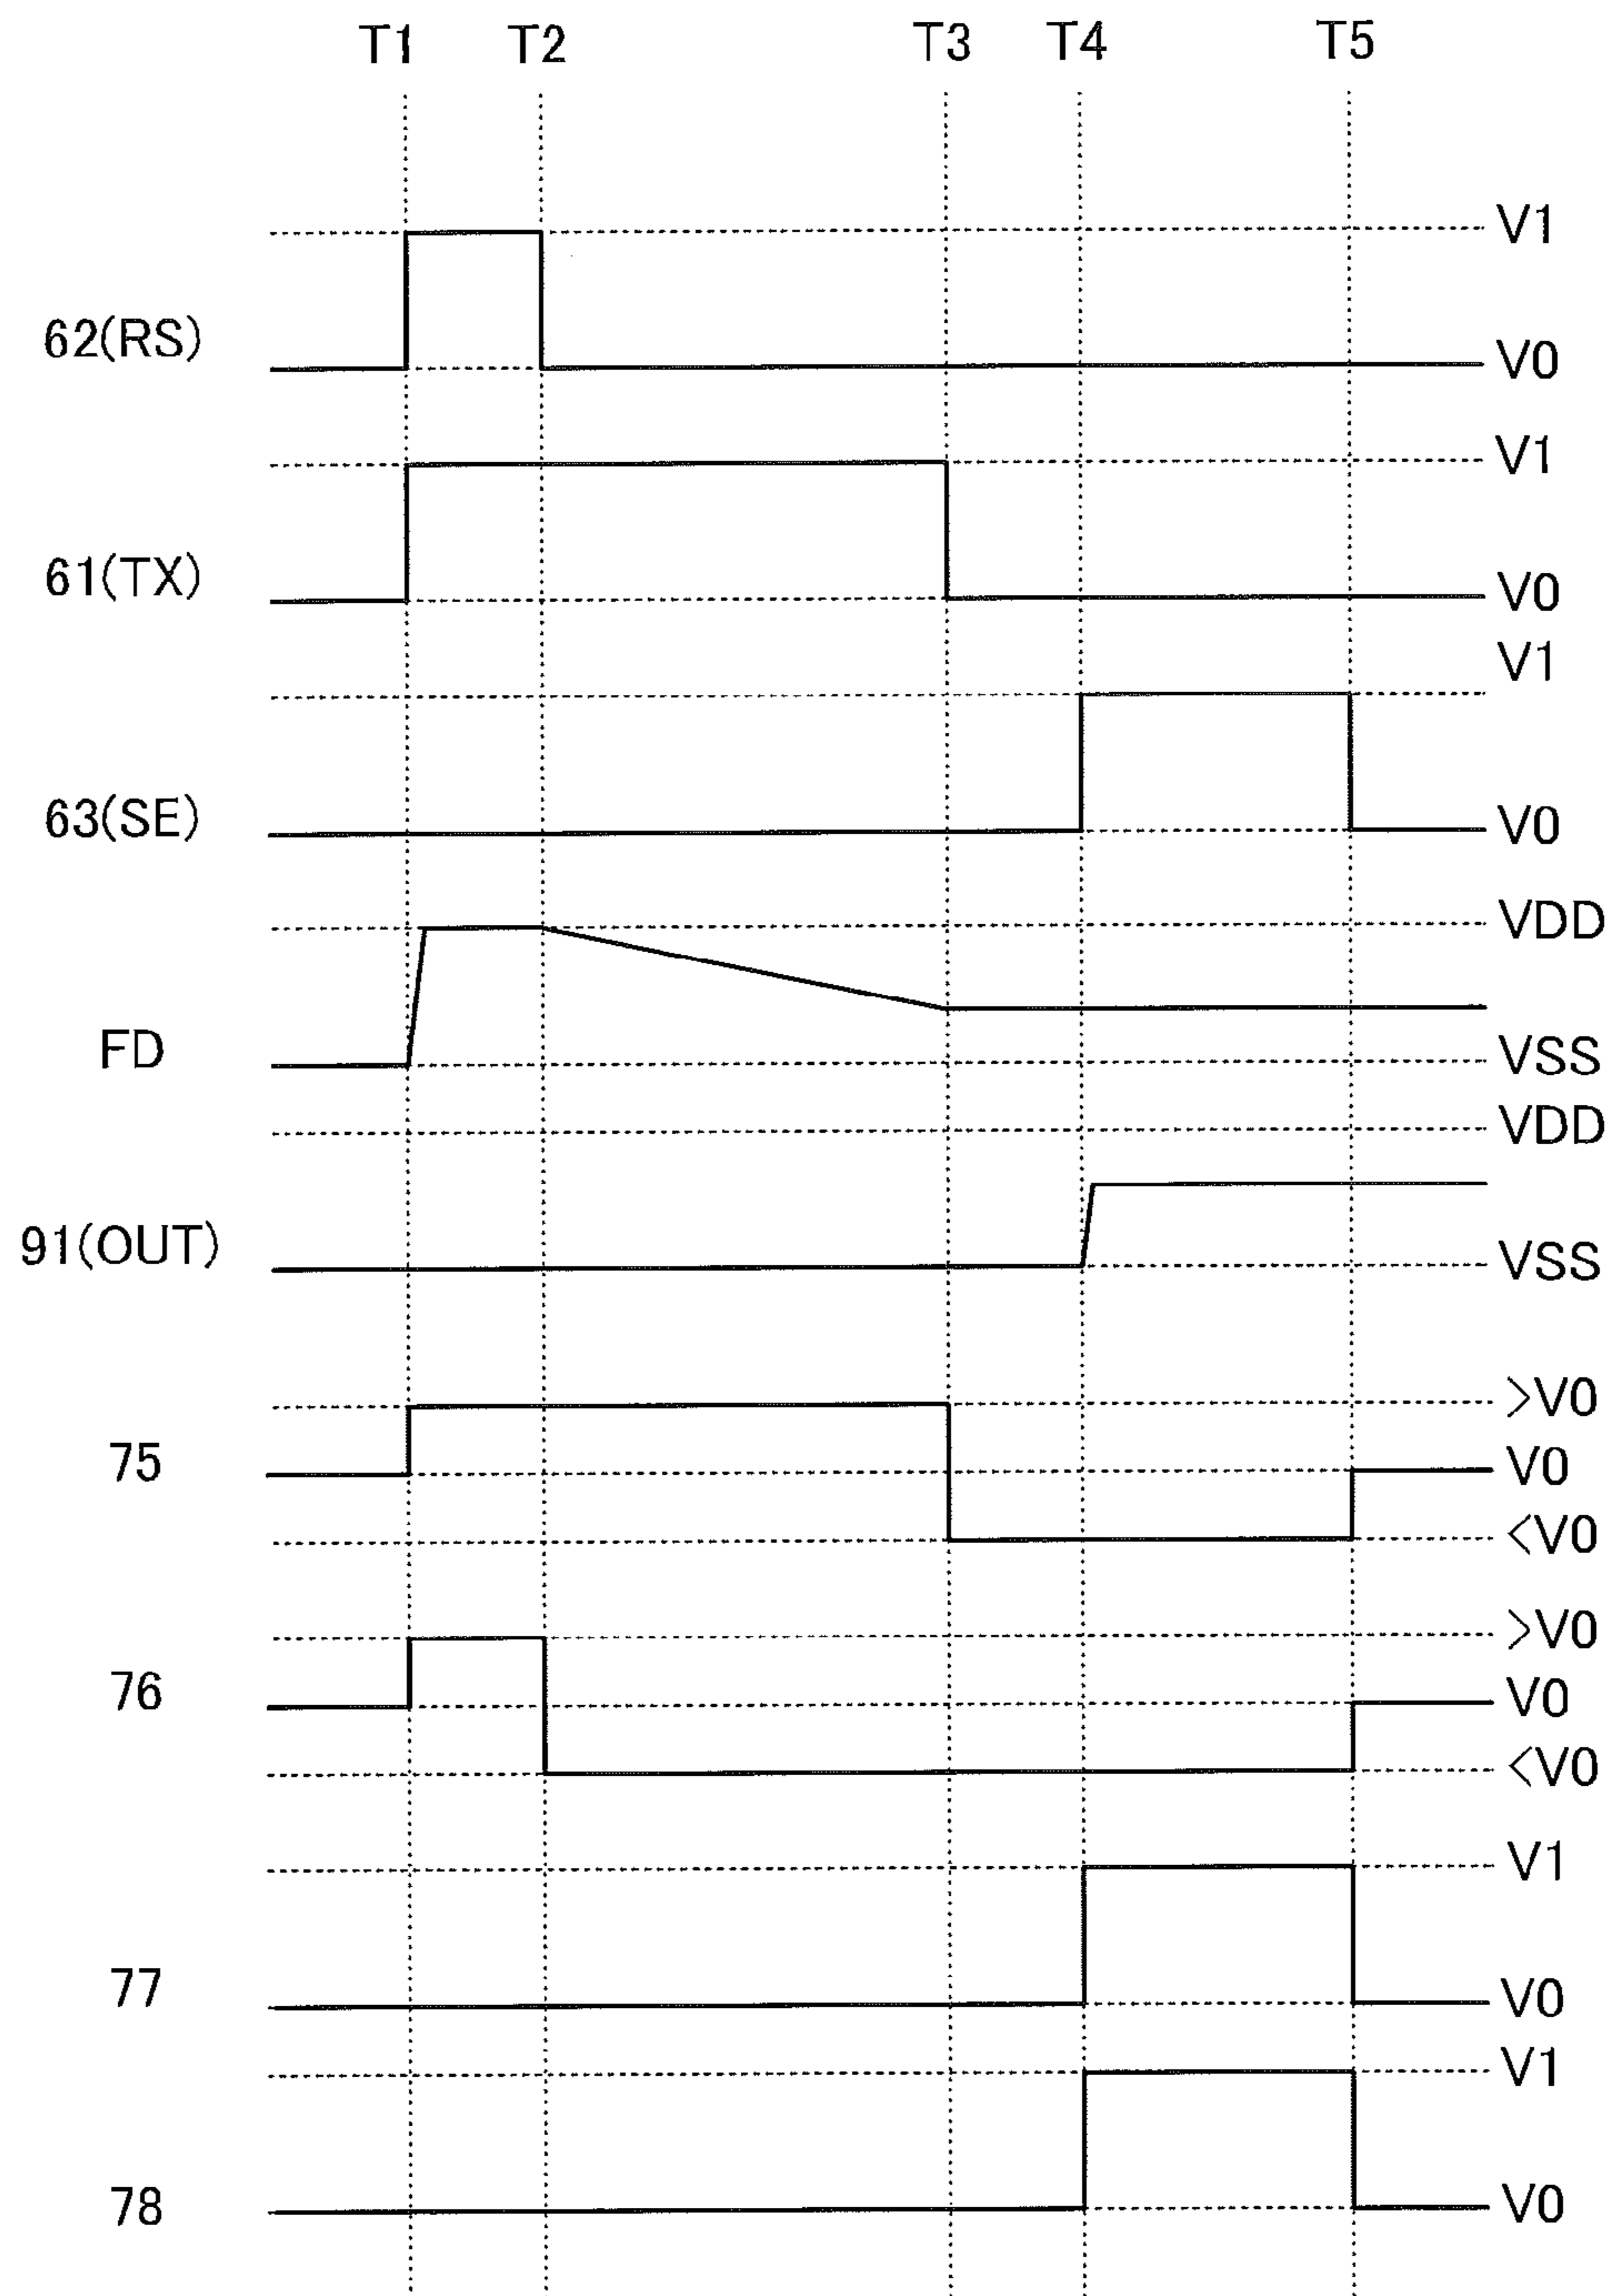 T1 T2 T3 T4 T5
V1
62(RS) V0
V1
61(TX) V0
V1
63(SE) V0
VDD
FD VSS
VDD
91(OUT) VSS
>V0
75 V0
<V0
>V0
76 V0
<V0
V1
77 V0
V1
78 V0